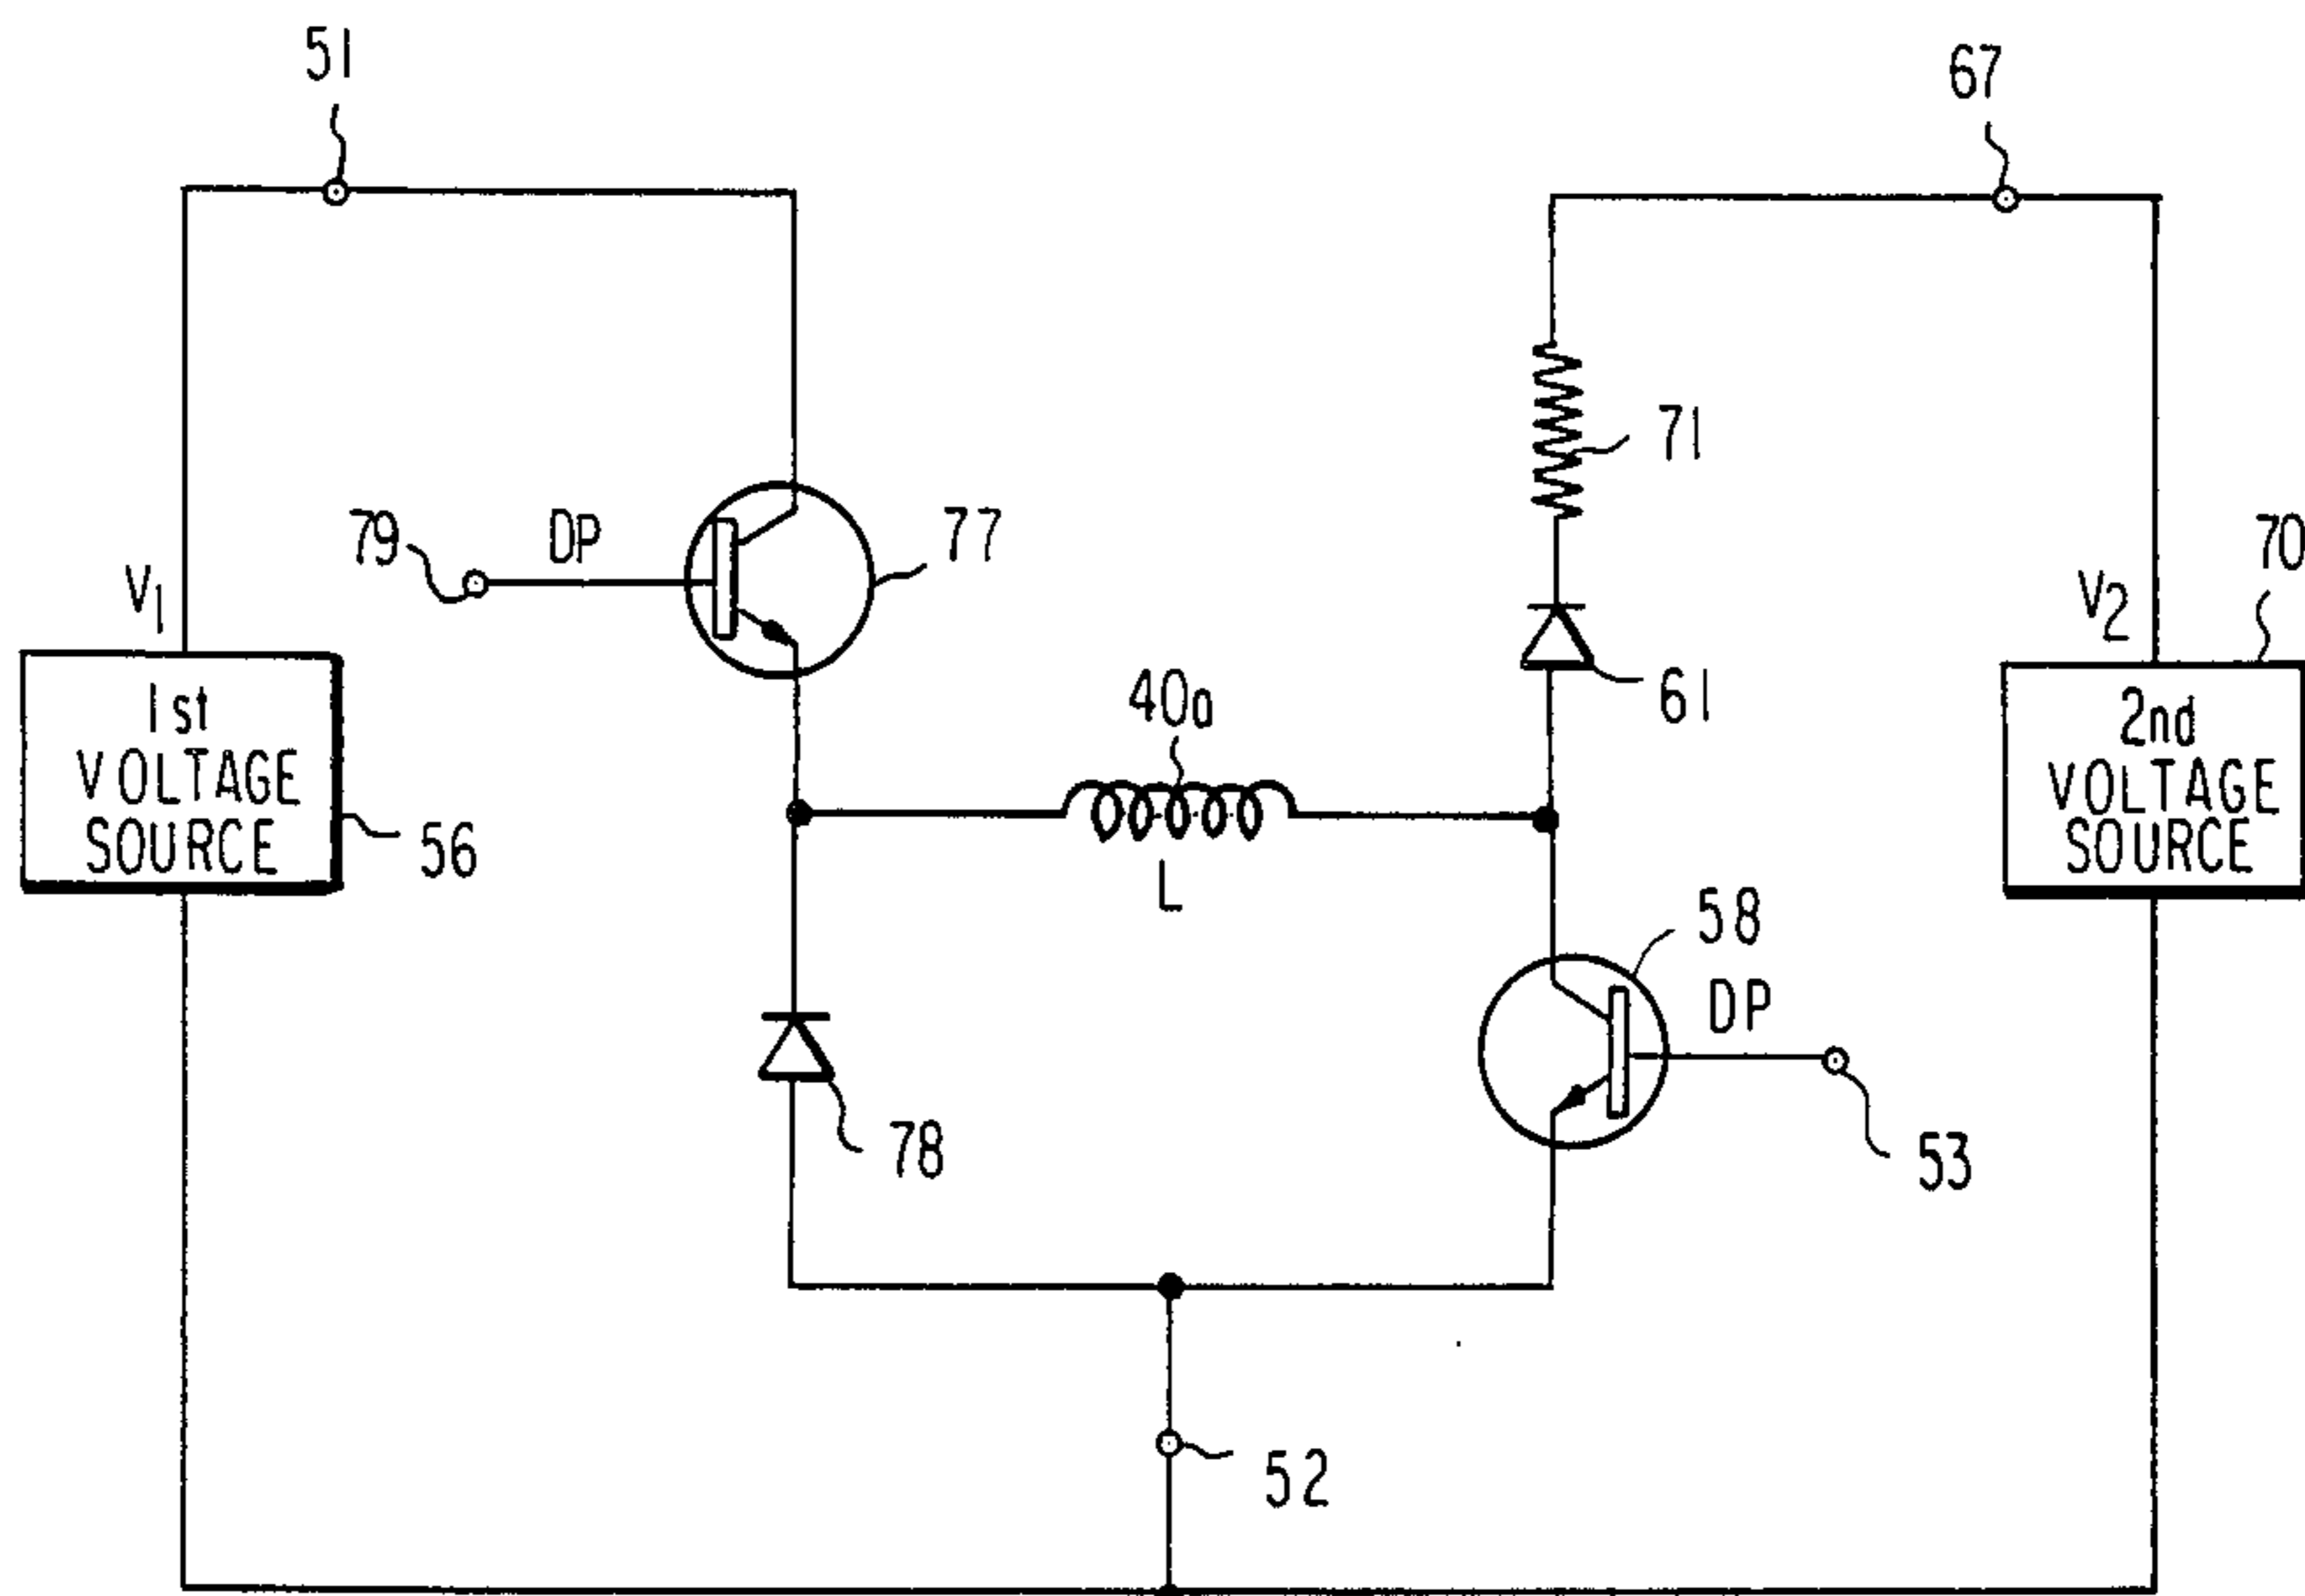 51
67
71
79
DP
77
V1
V2
70
1st
VOLTAGE
SOURCE
56
40a
61
2nd
VOLTAGE
SOURCE
L
58
DP
78
53
52